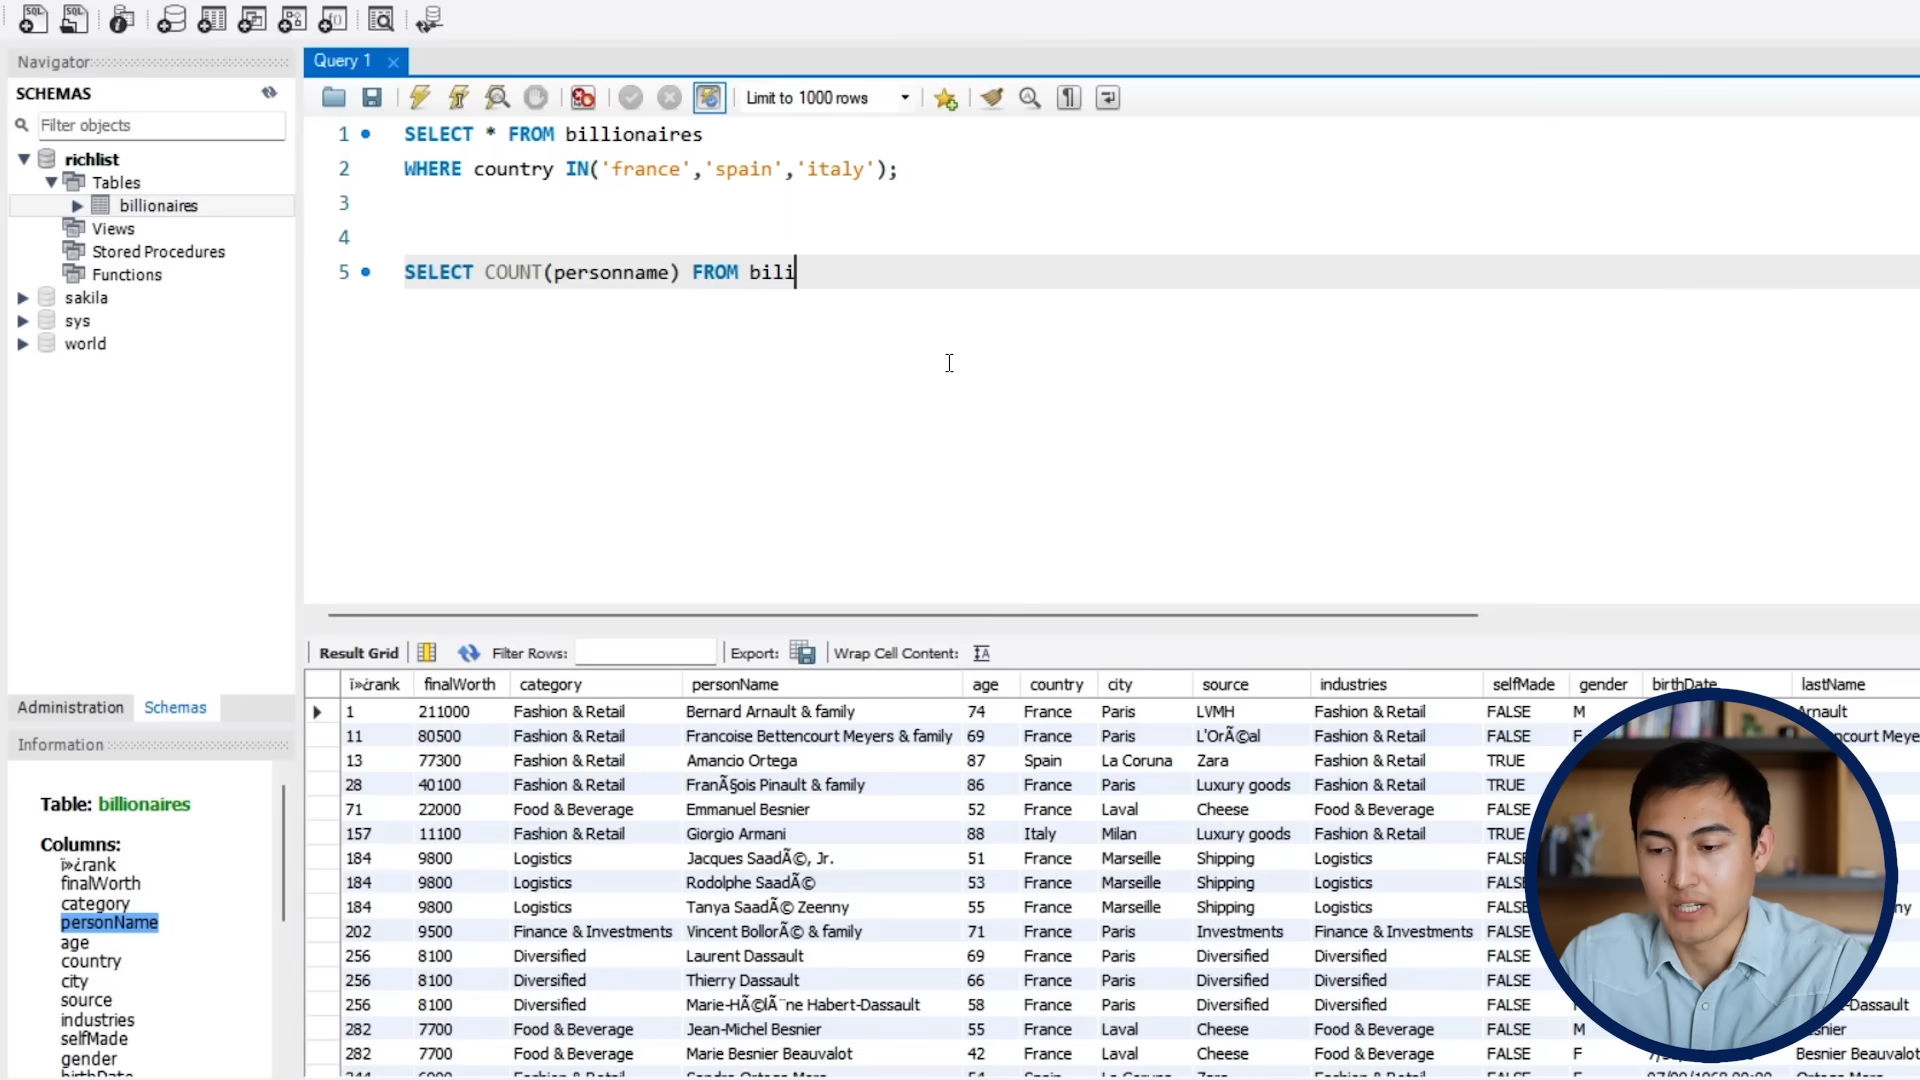 SQL SQL
Navigator
SCHEMAS
Filter objects
richlist
Tables
billionaires
Views
Stored Procedures
Functions
sakila
sys
world
Administration Schemas
Information
Table: billionaires
Columns:
ï»¿rank
finalWorth
category
personName
age
country
city
source
industries
selfMade
gender
birthDate
Query 1
Limit to 1000 rows
1 SELECT * FROM billionaires
2 WHERE country IN('france','spain','italy');
3
4
5 SELECT COUNT(personname) FROM bili
Result Grid Filter Rows: Export: Wrap Cell Content:
ï»¿rank finalWorth category personName age country city source industries selfMade gender birthDate lastName
1 211000 Fashion & Retail Bernard Arnault & family 74 France Paris LVMH Fashion & Retail FALSE M Arnault
11 80500 Fashion & Retail Francoise Bettencourt Meyers & family 69 France Paris L'OrÃ©al Fashion & Retail FALSE F ncourt Meye
13 77300 Fashion & Retail Amancio Ortega 87 Spain La Coruna Zara Fashion & Retail TRUE
28 40100 Fashion & Retail FranÃ§ois Pinault & family 86 France Paris Luxury goods Fashion & Retail TRUE
71 22000 Food & Beverage Emmanuel Besnier 52 France Laval Cheese Food & Beverage FALSE
157 11100 Fashion & Retail Giorgio Armani 88 Italy Milan Luxury goods Fashion & Retail TRUE
184 9800 Logistics Jacques SaadÃ©, Jr. 51 France Marseille Shipping Logistics FALSE
184 9800 Logistics Rodolphe SaadÃ© 53 France Marseille Shipping Logistics FALSE
184 9800 Logistics Tanya SaadÃ© Zeenny 55 France Marseille Shipping Logistics FALSE ny
202 9500 Finance & Investments Vincent BollorÃ© & family 71 France Paris Investments Finance & Investments FALSE
256 8100 Diversified Laurent Dassault 69 France Paris Diversified Diversified FALSE
256 8100 Diversified Thierry Dassault 66 France Paris Diversified Diversified FALSE
256 8100 Diversified Marie-HÃ©lÃ¨ne Habert-Dassault 58 France Paris Diversified Diversified FALSE -Dassault
282 7700 Food & Beverage Jean-Michel Besnier 55 France Laval Cheese Food & Beverage FALSE M esnier
282 7700 Food & Beverage Marie Besnier Beauvalot 42 France Laval Cheese Food & Beverage FALSE F Besnier Beauvalot